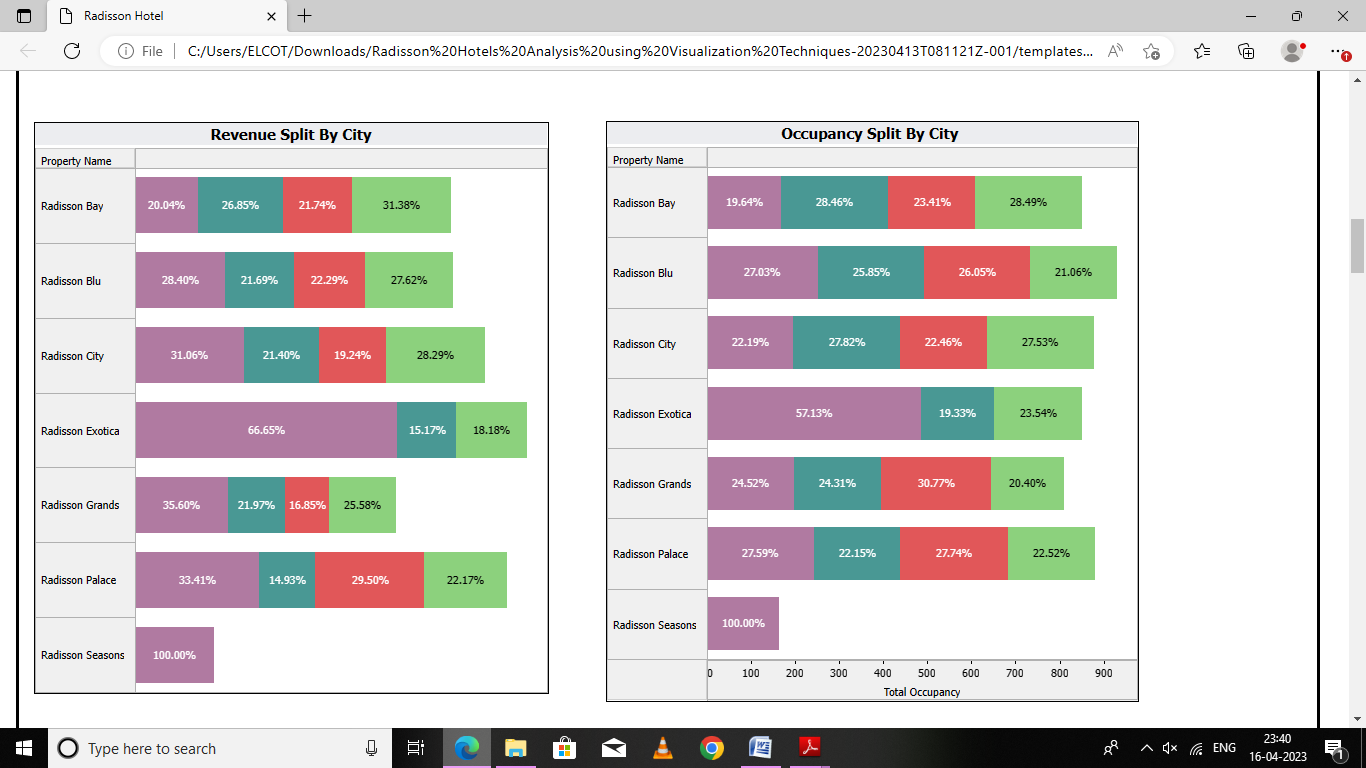 Radisson Hotel
File
C:/Users/ELCOT/Downloads/Radisson%20Hotels%20Analysis%20using%20Visualization%20Techniques-20230413T081121Z-001/templates...
Revenue Split By City
Property Name
Radisson Bay 20.04% 26.85% 21.74% 31.38%
Radisson Blu 28.40% 21.69% 22.29% 27.62%
Radisson City 31.06% 21.40% 19.24% 28.29%
Radisson Exotica 66.65% 15.17% 18.18%
Radisson Grands 35.60% 21.97% 16.85% 25.58%
Radisson Palace 33.41% 14.93% 29.50% 22.17%
Radisson Seasons 100.00%
Occupancy Split By City
Property Name
Radisson Bay 19.64% 28.46% 23.41% 28.49%
Radisson Blu 27.03% 25.85% 26.05% 21.06%
Radisson City 22.19% 27.82% 22.46% 27.53%
Radisson Exotica 57.13% 19.33% 23.54%
Radisson Grands 24.52% 24.31% 30.77% 20.40%
Radisson Palace 27.59% 22.15% 27.74% 22.52%
Radisson Seasons 100.00%
0 100 200 300 400 500 600 700 800 900
Total Occupancy
Type here to search
ENG
23:40
16-04-2023
1